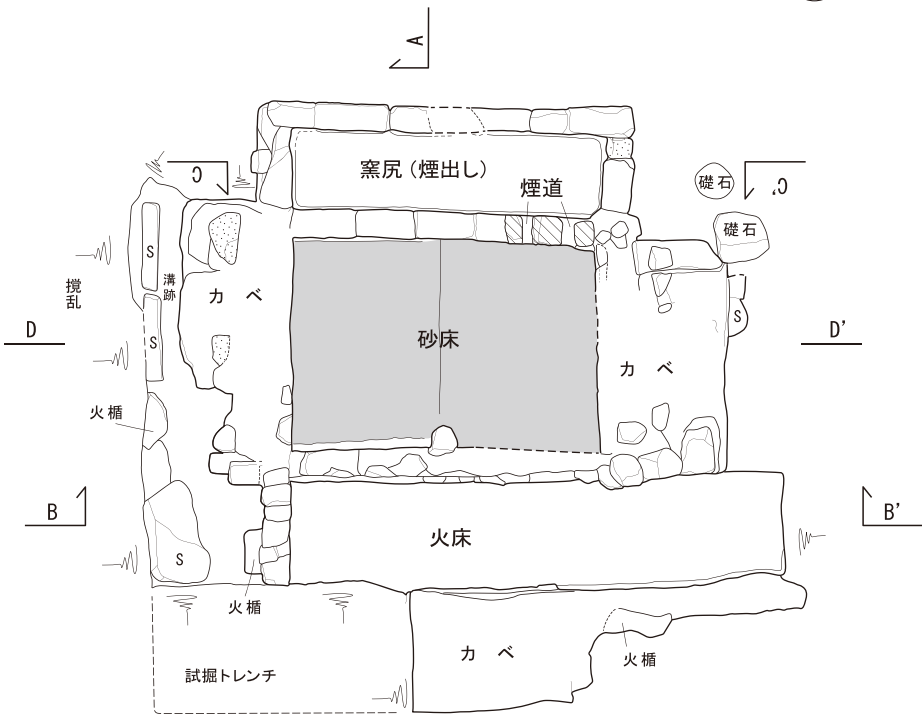 A
窯尻（煙出し）
煙道
C
C'
礎石
礎石
S
溝跡
カ ベ
攪乱
S
S
D
D'
砂床
カ ベ
火楯
B
B'
火床
S
火楯
カ ベ
火楯
試掘トレンチ